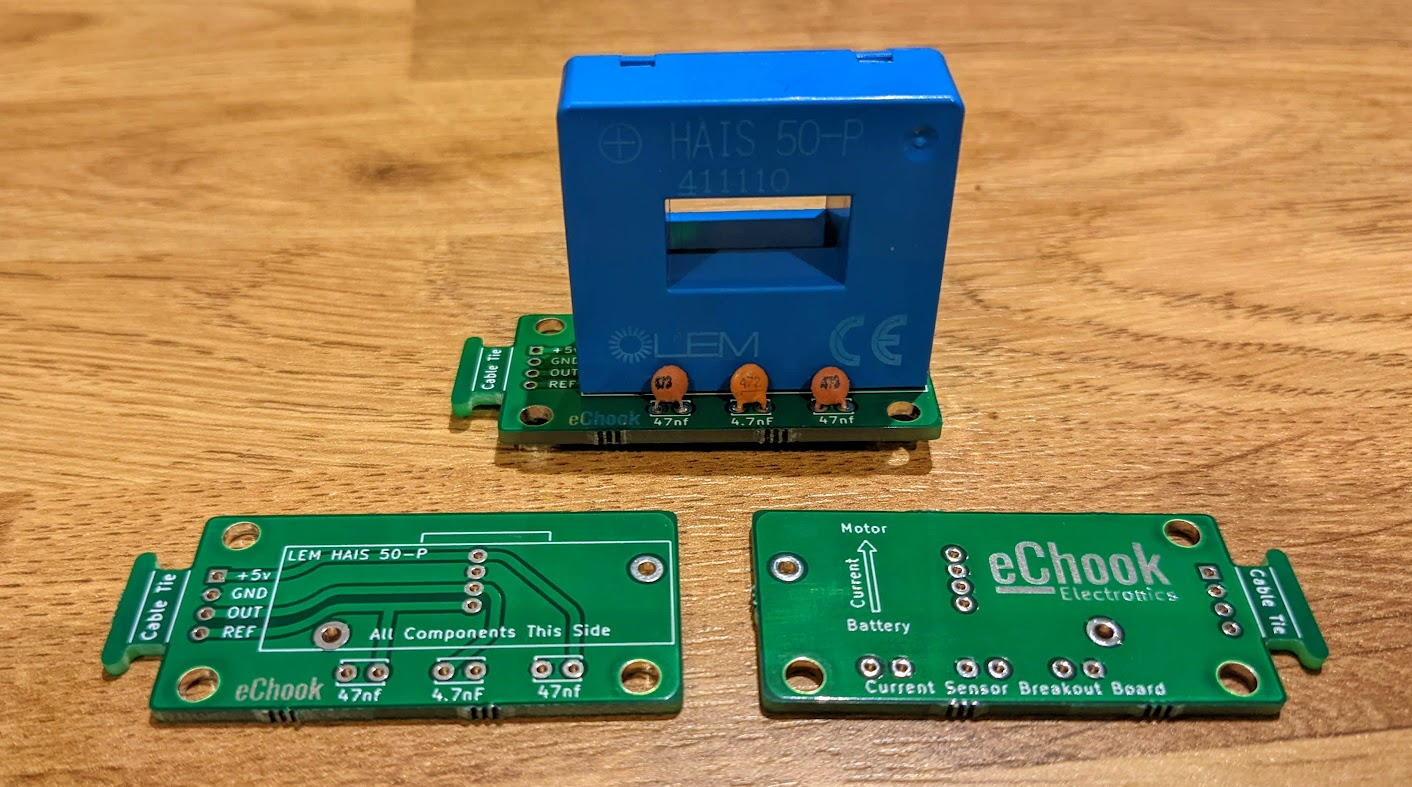 HAIS 50-P
411110
LEM
CE
Cable Tie
+5v
GND
OUT
REF
473
472
473
eChook
47nf
4.7nF
47nf
Cable Tie
LEM HAIS 50-P
+5v
GND
OUT
REF
All Components This Side
eChook
47nf
4.7nF
47nf
Motor
Current
Battery
eChook
Electronics
Cable Tie
Current Sensor Breakout Board